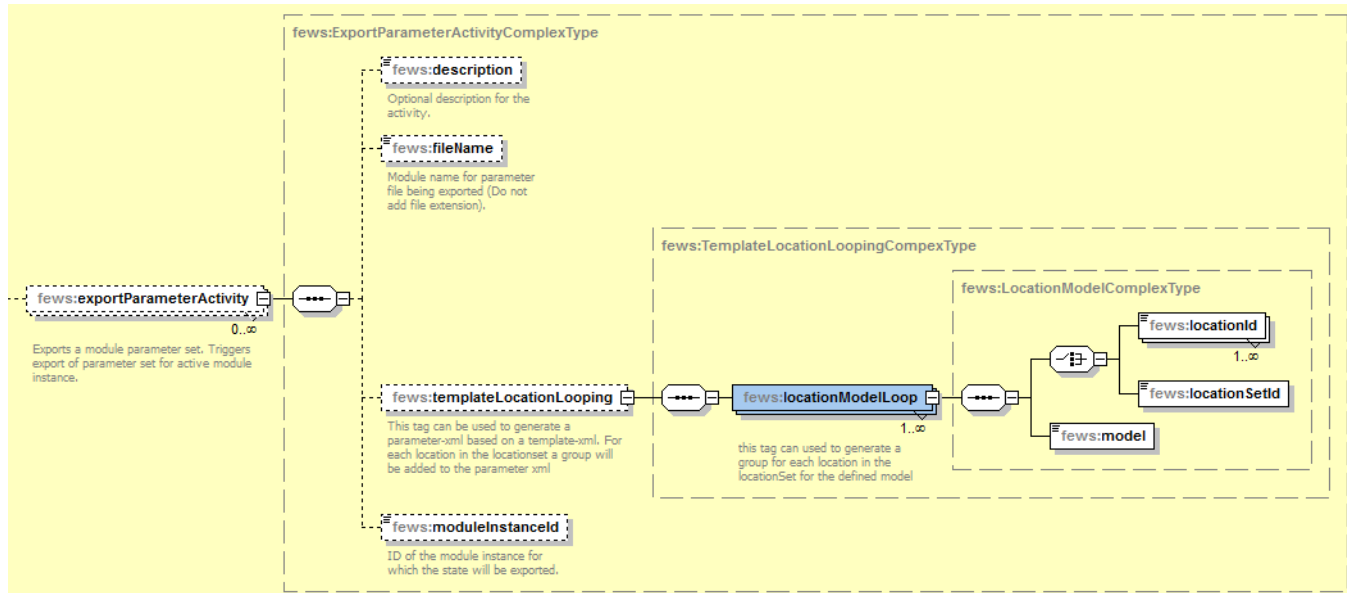 fews:ExportParameterActivityComplexType
fews:description
Optional description for the
activity.
fews:fileName
Module name for parameter
file being exported (Do not
add file extension).
fews:TemplateLocationLoopingCompexType
fews:LocationModelComplexType
fews:exportParameterActivity
0..∞
Exports a module parameter set. Triggers
export of parameter set for active module
instance.
fews:locationId
1..∞
fews:templateLocationLooping
This tag can be used to generate a
parameter-xml based on a template-xml. For
each location in the locationset a group will
be added to the parameter xml
fews:locationModelLoop
1..∞
this tag can used to generate a
group for each location in the
locationSet for the defined model
fews:locationSetId
fews:model
fews:moduleInstanceId
ID of the module instance for
which the state will be exported.